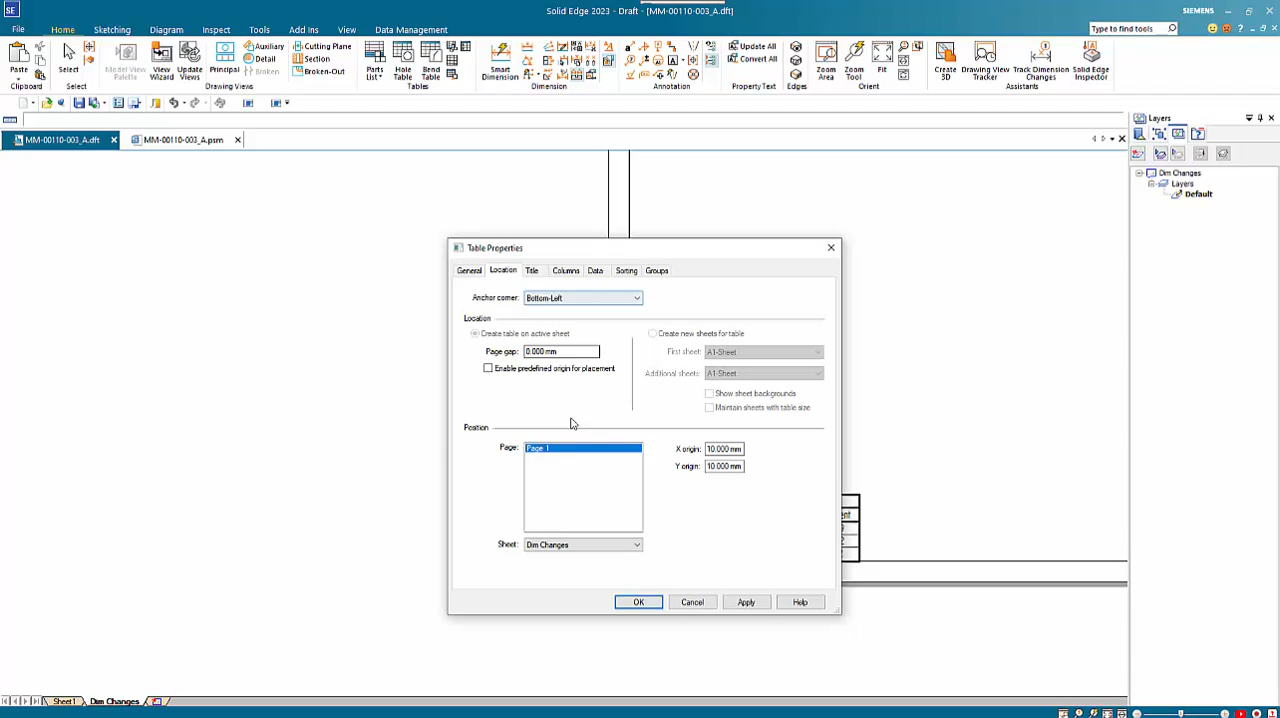 SE
Solid Edge 2023 - Draft - [MM-00110-003_A.dft]
SIEMENS
File Home Sketching Diagram Inspect Tools Add Ins View Data Management
Type to find tools
Paste
Clipboard
Select
Select
Model View Palette
View Wizard
Update Views
Principal
Auxiliary
Detail
Broken
Cutting Plane
Section
Broken-Out
Drawing Views
Parts List
Hole Table
Bend Table
Tables
Smart Dimension
Dimension
Annotation
Update All
Convert All
Property Text
Edges
Zoom Area
Zoom Tool
Fit
Orient
Create 3D
Drawing View Tracker
Track Dimension Changes
Solid Edge Inspector
Assistants
MM-00110-003_A.dft
MM-00110-003_A.psm
Layers
Dim Changes
Layers
Default
Table Properties
General Location Title Columns Data Sorting Groups
Anchor corner: Bottom-Left
Location
Create table on active sheet
Create new sheets for table
Page gap: 0.000 mm
First sheet: A1-Sheet
Enable predefined origin for placement
Additional sheets: A1-Sheet
Show sheet backgrounds
Maintain sheets with table size
Position
Page: Page 1
X origin: 10.000 mm
Y origin: 10.000 mm
Sheet: Dim Changes
OK Cancel Apply Help
Sheet1 Dim Changes